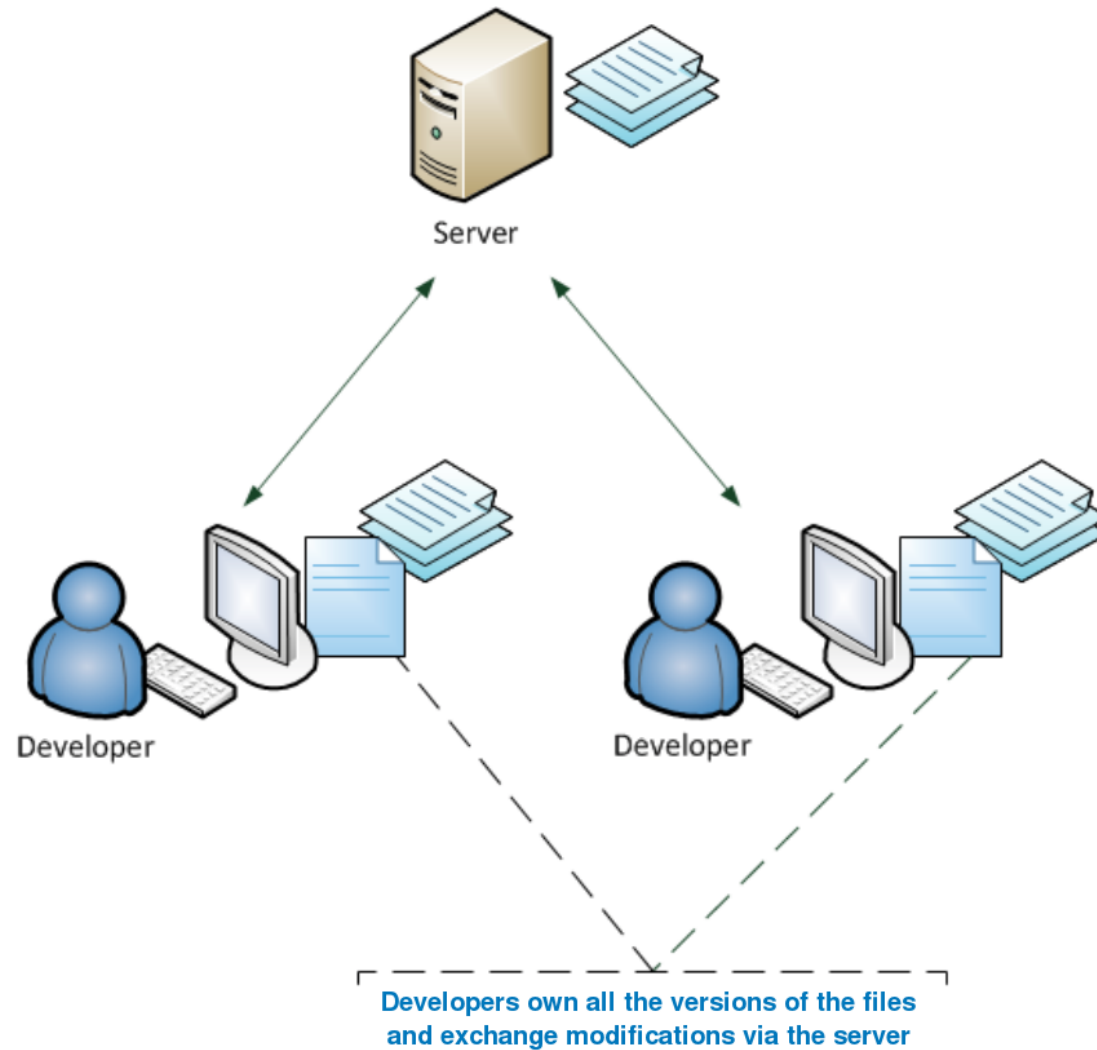 Server
Developer
Developer
Developers own all the versions of the files
and exchange modifications via the server